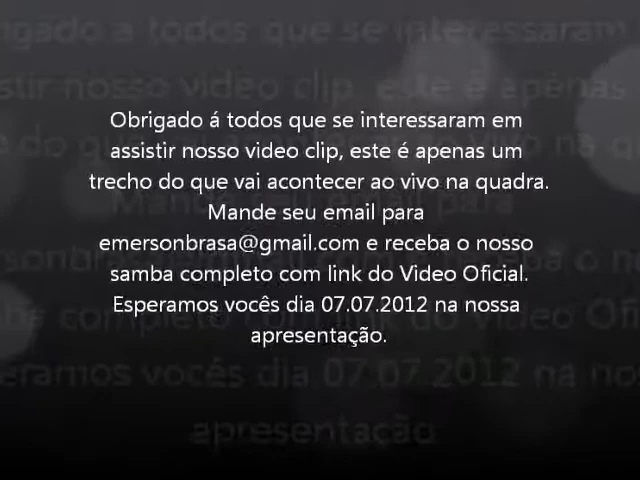 Obrigado á todos que se interessaram em
assistir nosso video clip, este é apenas um
trecho do que vai acontecer ao vivo na quadra.
Mande seu email para
emersonbrasa@gmail.com e receba o nosso
samba completo com link do Video Oficial.
Esperamos vocês dia 07.07.2012 na nossa
apresentação.